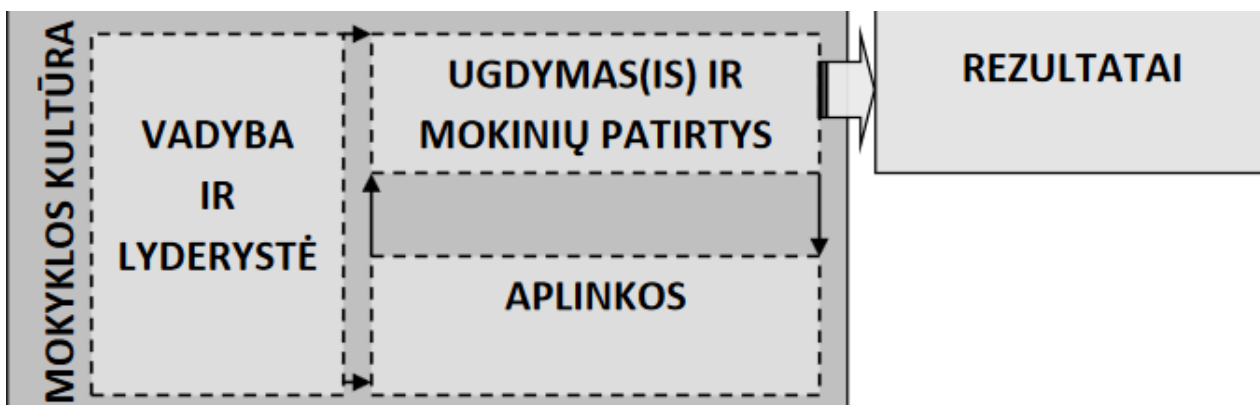 MOKYKLOS KULTŪRA
VADYBA
IR
LYDERYSTĖ
UGDYMAS(IS) IR
MOKINIŲ PATIRTYS
APLINKOS
REZULTATAI